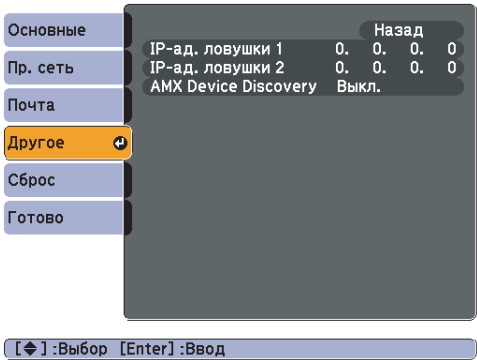 Основные
Пр. сеть
Почта
Другое
Сброс
Готово
Назад
IP-ад. ловушки 1 0. 0. 0. 0
IP-ад. ловушки 2 0. 0. 0. 0
AMX Device Discovery Выкл.
[◆] :Выбор [Enter] :Ввод